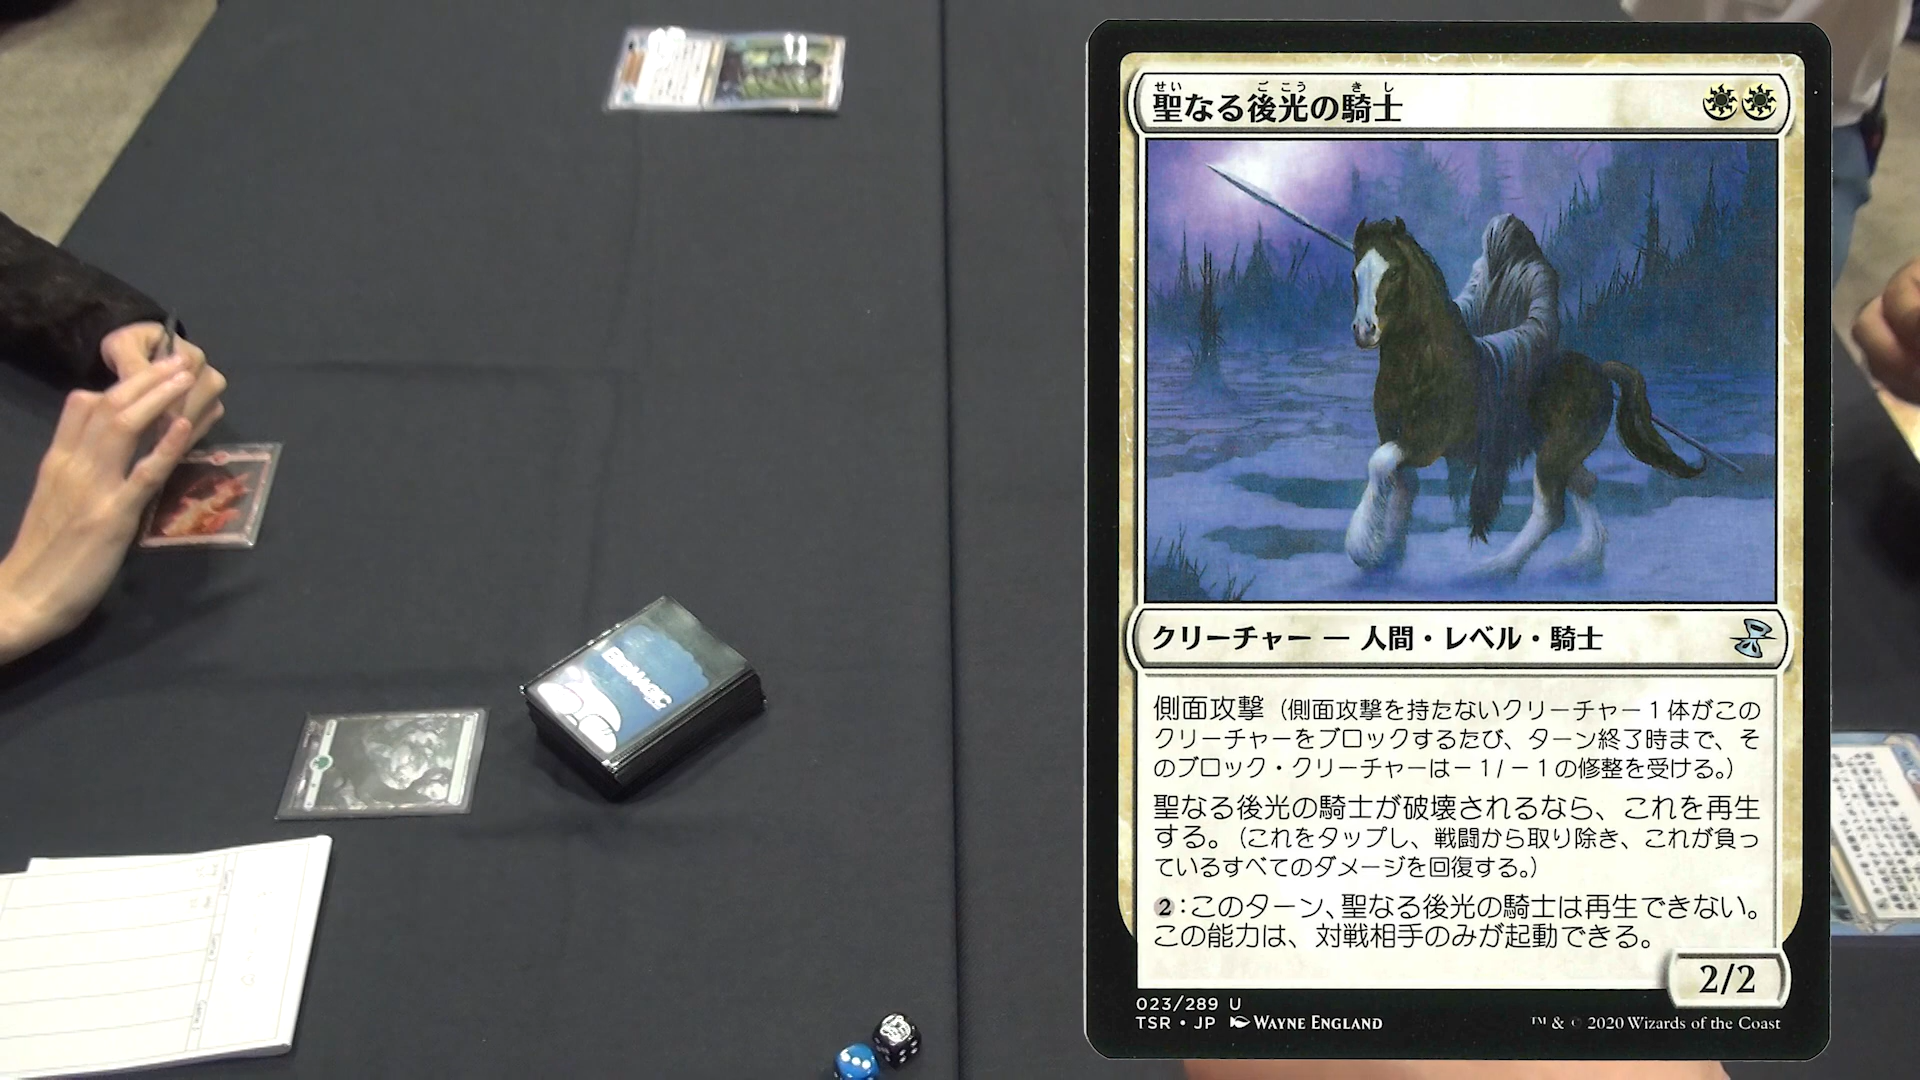 聖なる後光の騎士
せい ごこう きし
クリーチャー — 人間・レベル・騎士
側面攻撃（側面攻撃を持たないクリーチャー１体がこの
クリーチャーをブロックするたび、ターン終了時まで、そ
のブロック・クリーチャーは－１/－１の修整を受ける。）
聖なる後光の騎士が破壊されるなら、これを再生
する。（これをタップし、戦闘から取り除き、これが負っ
ているすべてのダメージを回復する。）
2：このターン、聖なる後光の騎士は再生できない。
この能力は、対戦相手のみが起動できる。
2/2
023/289 U
TSR • JP Wayne England
™ & © 2020 Wizards of the Coast